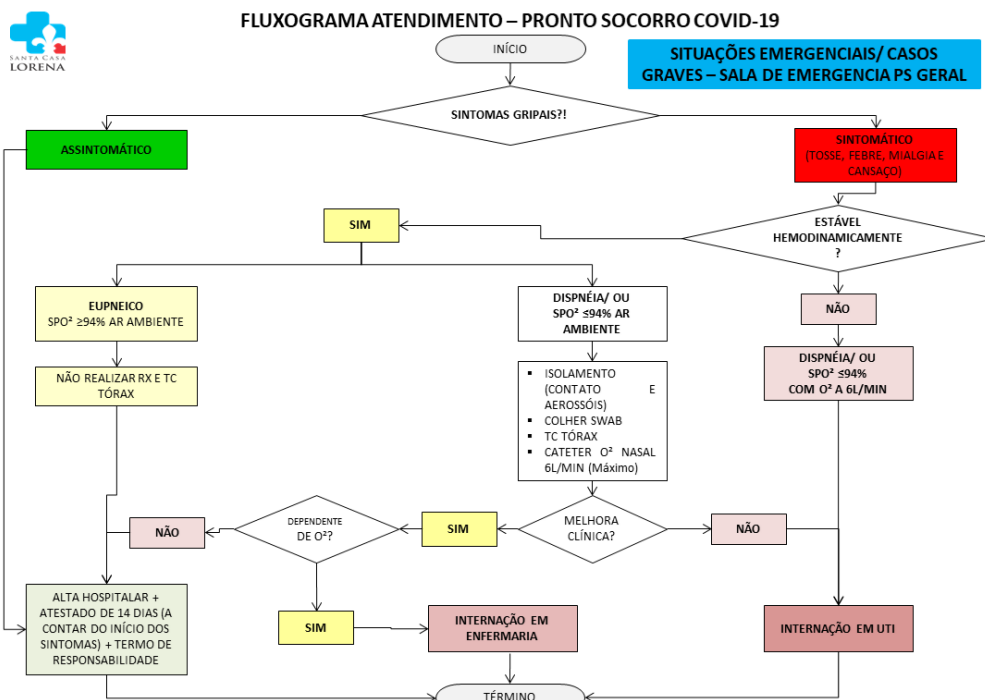 FLUXOGRAMA ATENDIMENTO – PRONTO SOCORRO COVID-19
SANTA CASA
LORENA
INÍCIO
SITUAÇÕES EMERGENCIAIS/ CASOS
GRAVES – SALA DE EMERGENCIA PS GERAL
SINTOMAS GRIPAIS?!
ASSINTOMÁTICO
SINTOMÁTICO
(TOSSE, FEBRE, MIALGIA E
CANSAÇO)
SIM
ESTÁVEL
HEMODINAMICAMENTE
?
EUPNEICO
SPO² ≥94% AR AMBIENTE
DISPNÉIA/ OU
SPO² ≤94% AR
AMBIENTE
NÃO
NÃO REALIZAR RX E TC
TÓRAX
▪ ISOLAMENTO
(CONTATO E
AEROSSÓIS)
▪ COLHER SWAB
▪ TC TÓRAX
▪ CATETER O² NASAL
6L/MIN (Máximo)
DISPNÉIA/ OU
SPO² ≤94%
COM O² A 6L/MIN
NÃO
DEPENDENTE
DE O²?
SIM
MELHORA
CLÍNICA?
NÃO
ALTA HOSPITALAR +
ATESTADO DE 14 DIAS (A
CONTAR DO INÍCIO DOS
SINTOMAS) + TERMO DE
RESPONSABILIDADE
SIM
INTERNAÇÃO EM
ENFERMARIA
INTERNAÇÃO EM UTI
TÉRMINO